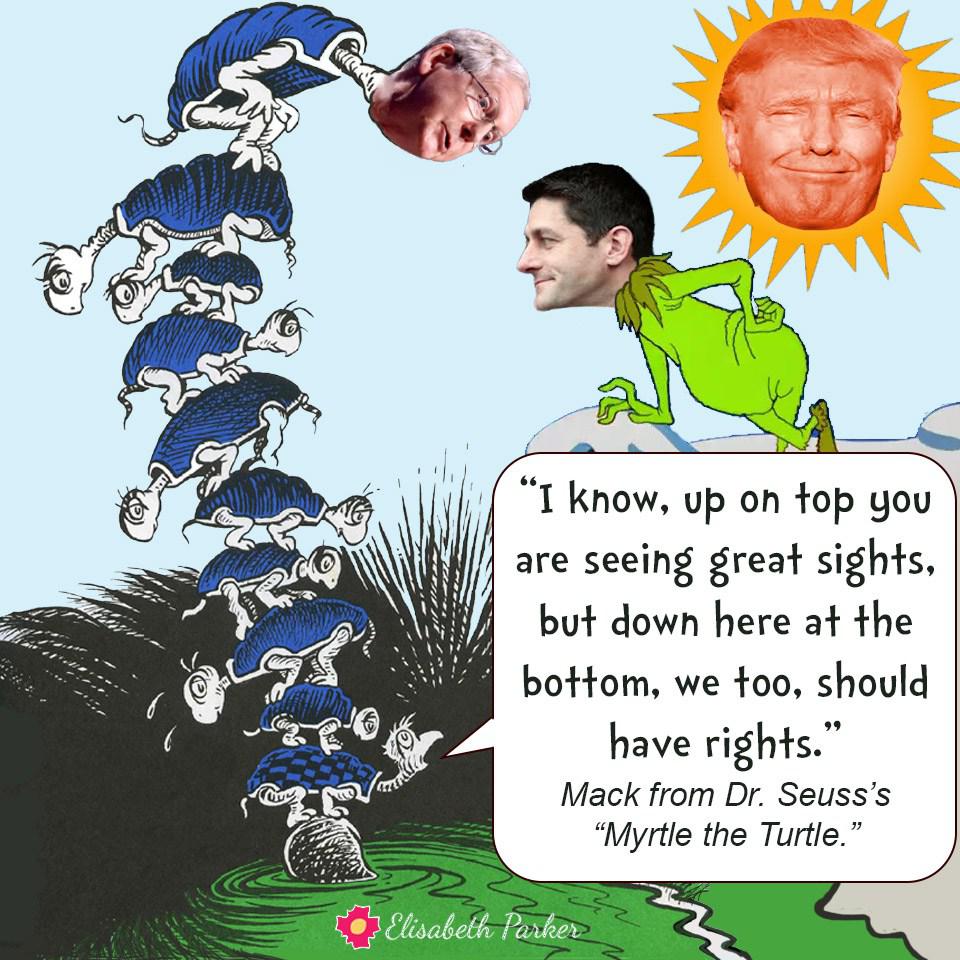 “I know, up on top you
are seeing great sights,
but down here at the
bottom, we too, should
have rights.”
Mack from Dr. Seuss’s
“Myrtle the Turtle.”
Elisabeth Parker